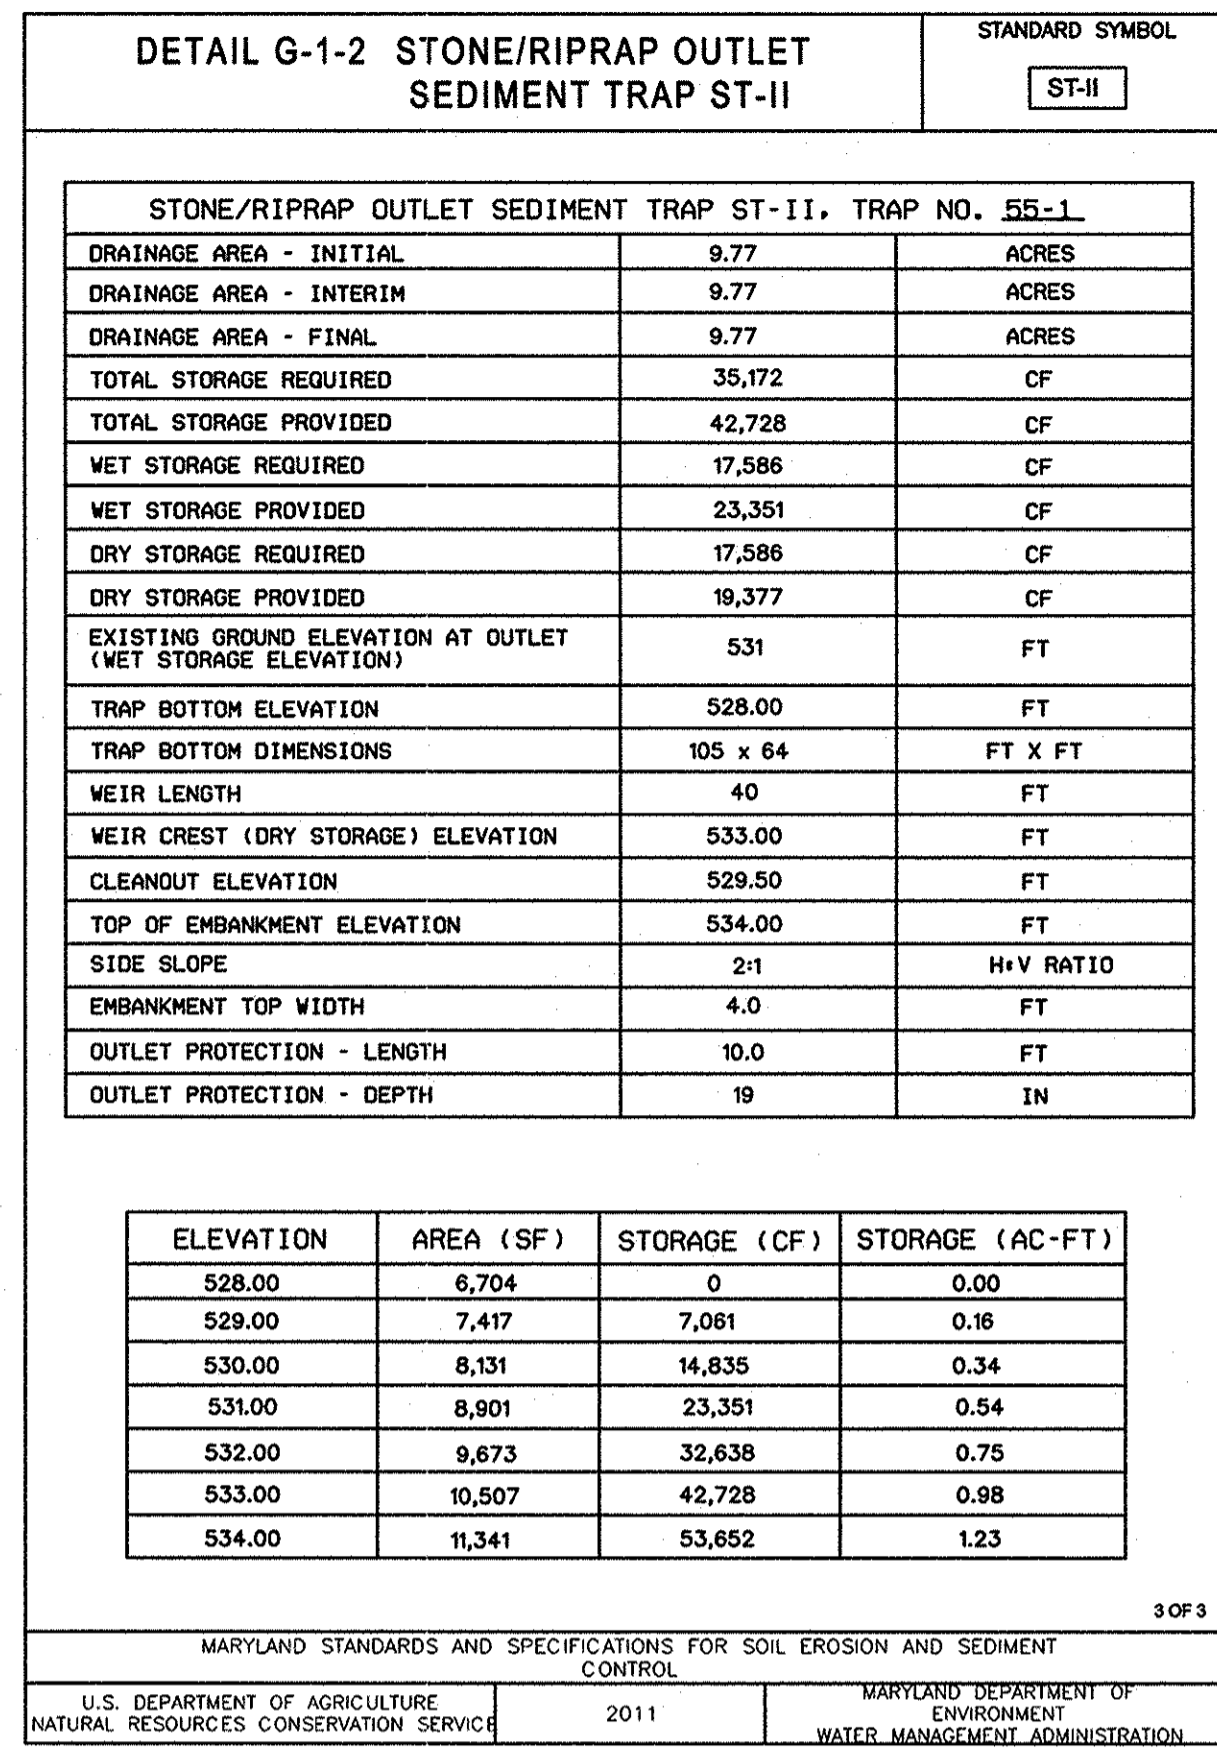 DETAIL G-1-2 STONE/RIPRAP OUTLET
SEDIMENT TRAP ST-II
STANDARD SYMBOL
ST-II
STONE/RIPRAP OUTLET SEDIMENT TRAP ST-II, TRAP NO. 55-1
DRAINAGE AREA - INITIAL 9.77 ACRES
DRAINAGE AREA - INTERIM 9.77 ACRES
DRAINAGE AREA - FINAL 9.77 ACRES
TOTAL STORAGE REQUIRED 35,172 CF
TOTAL STORAGE PROVIDED 42,728 CF
WET STORAGE REQUIRED 17,586 CF
WET STORAGE PROVIDED 23,351 CF
DRY STORAGE REQUIRED 17,586 CF
DRY STORAGE PROVIDED 19,377 CF
EXISTING GROUND ELEVATION AT OUTLET
(WET STORAGE ELEVATION) 531 FT
TRAP BOTTOM ELEVATION 528.00 FT
TRAP BOTTOM DIMENSIONS 105 x 64 FT X FT
WEIR LENGTH 40 FT
WEIR CREST (DRY STORAGE) ELEVATION 533.00 FT
CLEANOUT ELEVATION 529.50 FT
TOP OF EMBANKMENT ELEVATION 534.00 FT
SIDE SLOPE 2:1 H:V RATIO
EMBANKMENT TOP WIDTH 4.0 FT
OUTLET PROTECTION - LENGTH 10.0 FT
OUTLET PROTECTION - DEPTH 19 IN
ELEVATION AREA (SF) STORAGE (CF) STORAGE (AC-FT)
528.00 6,704 0 0.00
529.00 7,417 7,061 0.16
530.00 8,131 14,835 0.34
531.00 8,901 23,351 0.54
532.00 9,673 32,638 0.75
533.00 10,507 42,728 0.98
534.00 11,341 53,652 1.23
3 OF 3
MARYLAND STANDARDS AND SPECIFICATIONS FOR SOIL EROSION AND SEDIMENT
CONTROL
U.S. DEPARTMENT OF AGRICULTURE
NATURAL RESOURCES CONSERVATION SERVICE
2011
MARYLAND DEPARTMENT OF
ENVIRONMENT
WATER MANAGEMENT ADMINISTRATION